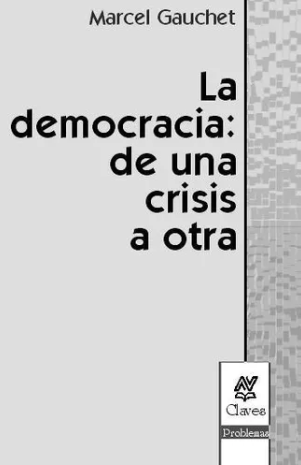 Marcel Gauchet
La
democracia:
de una
crisis
a otra
Claves
Problemas